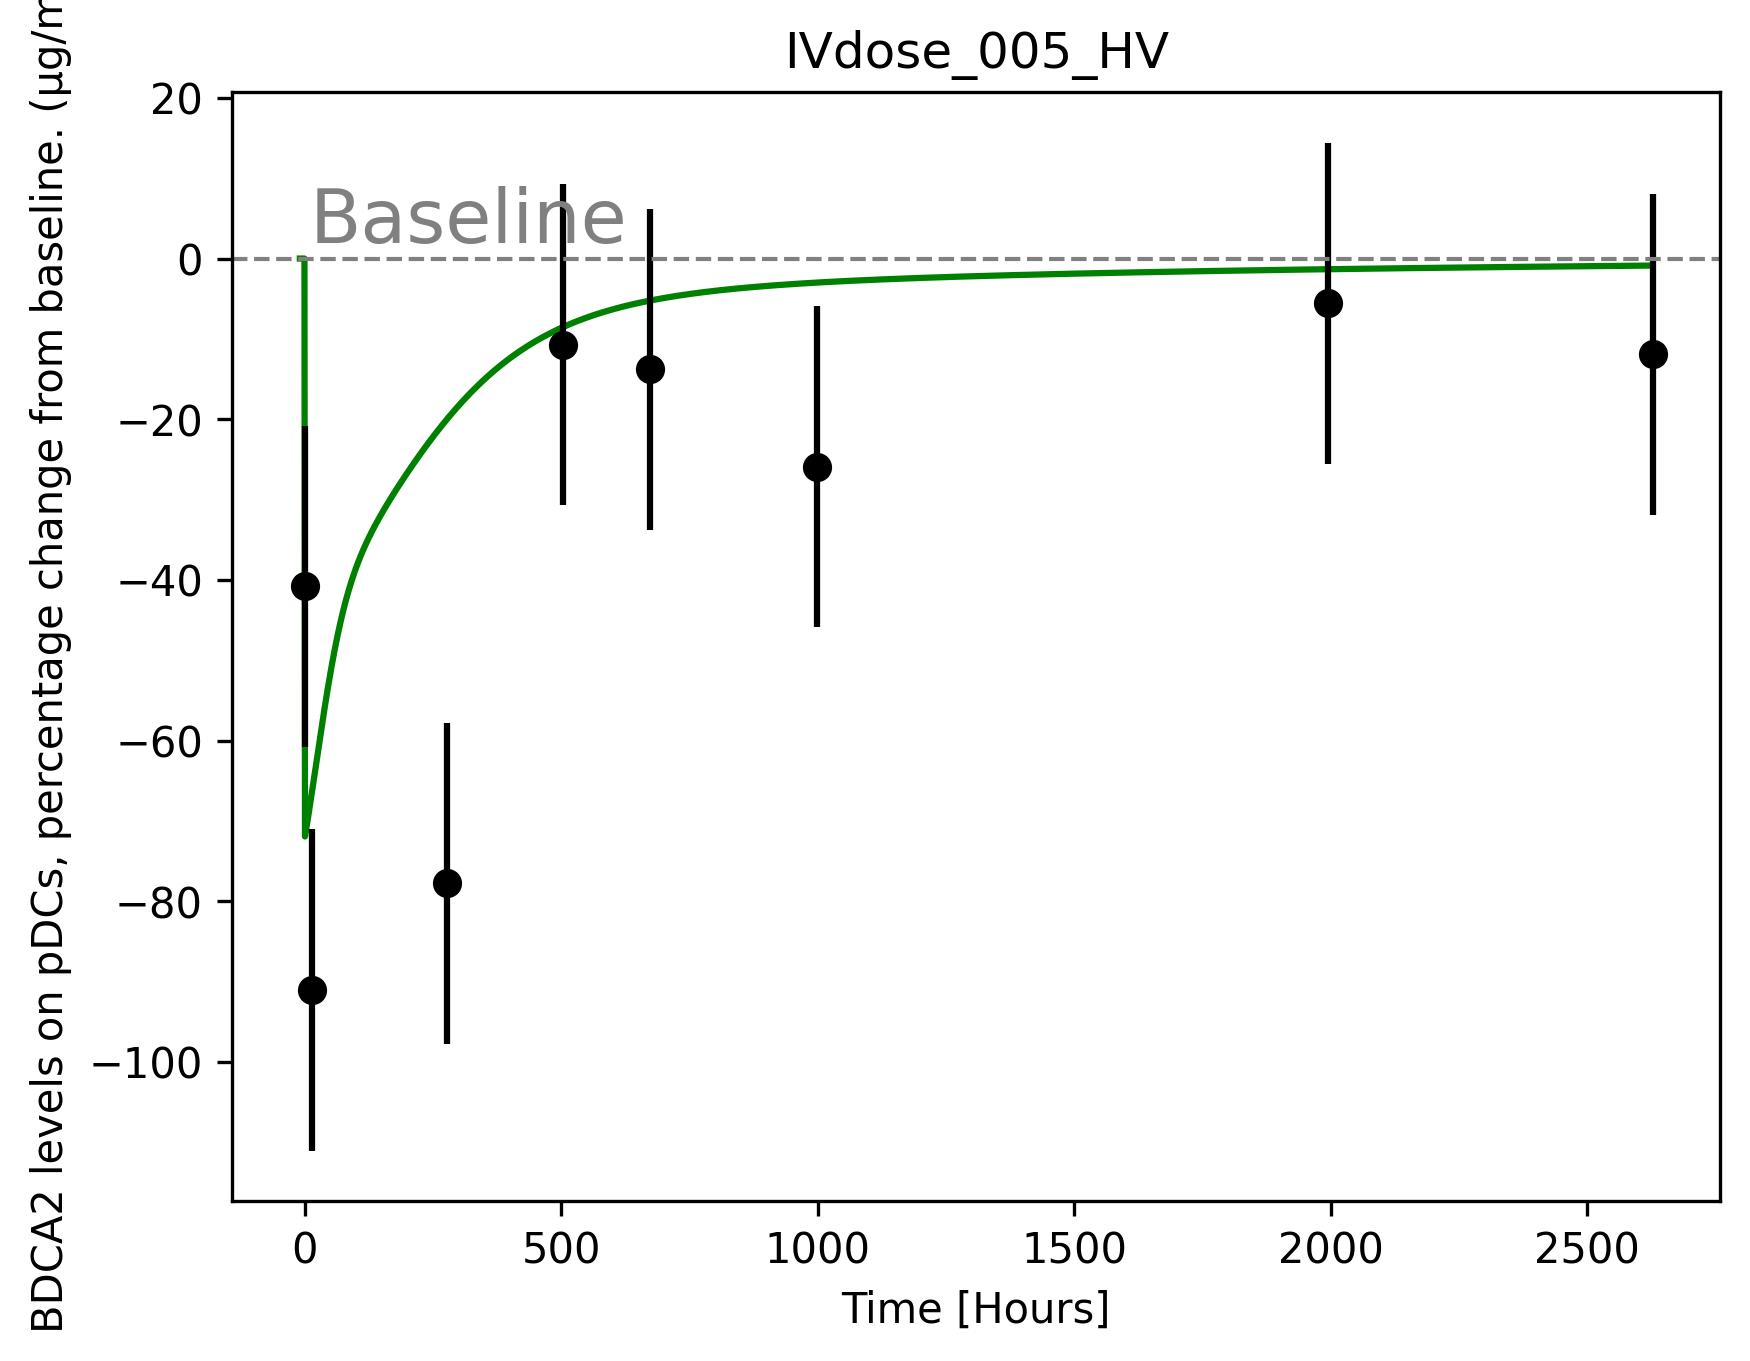 IVdose_005_HV
BDCA2 levels on pDCs, percentage change from baseline. (µg/m
20
0
−20
−40
−60
−80
−100
Baseline
0 500 1000 1500 2000 2500
Time [Hours]